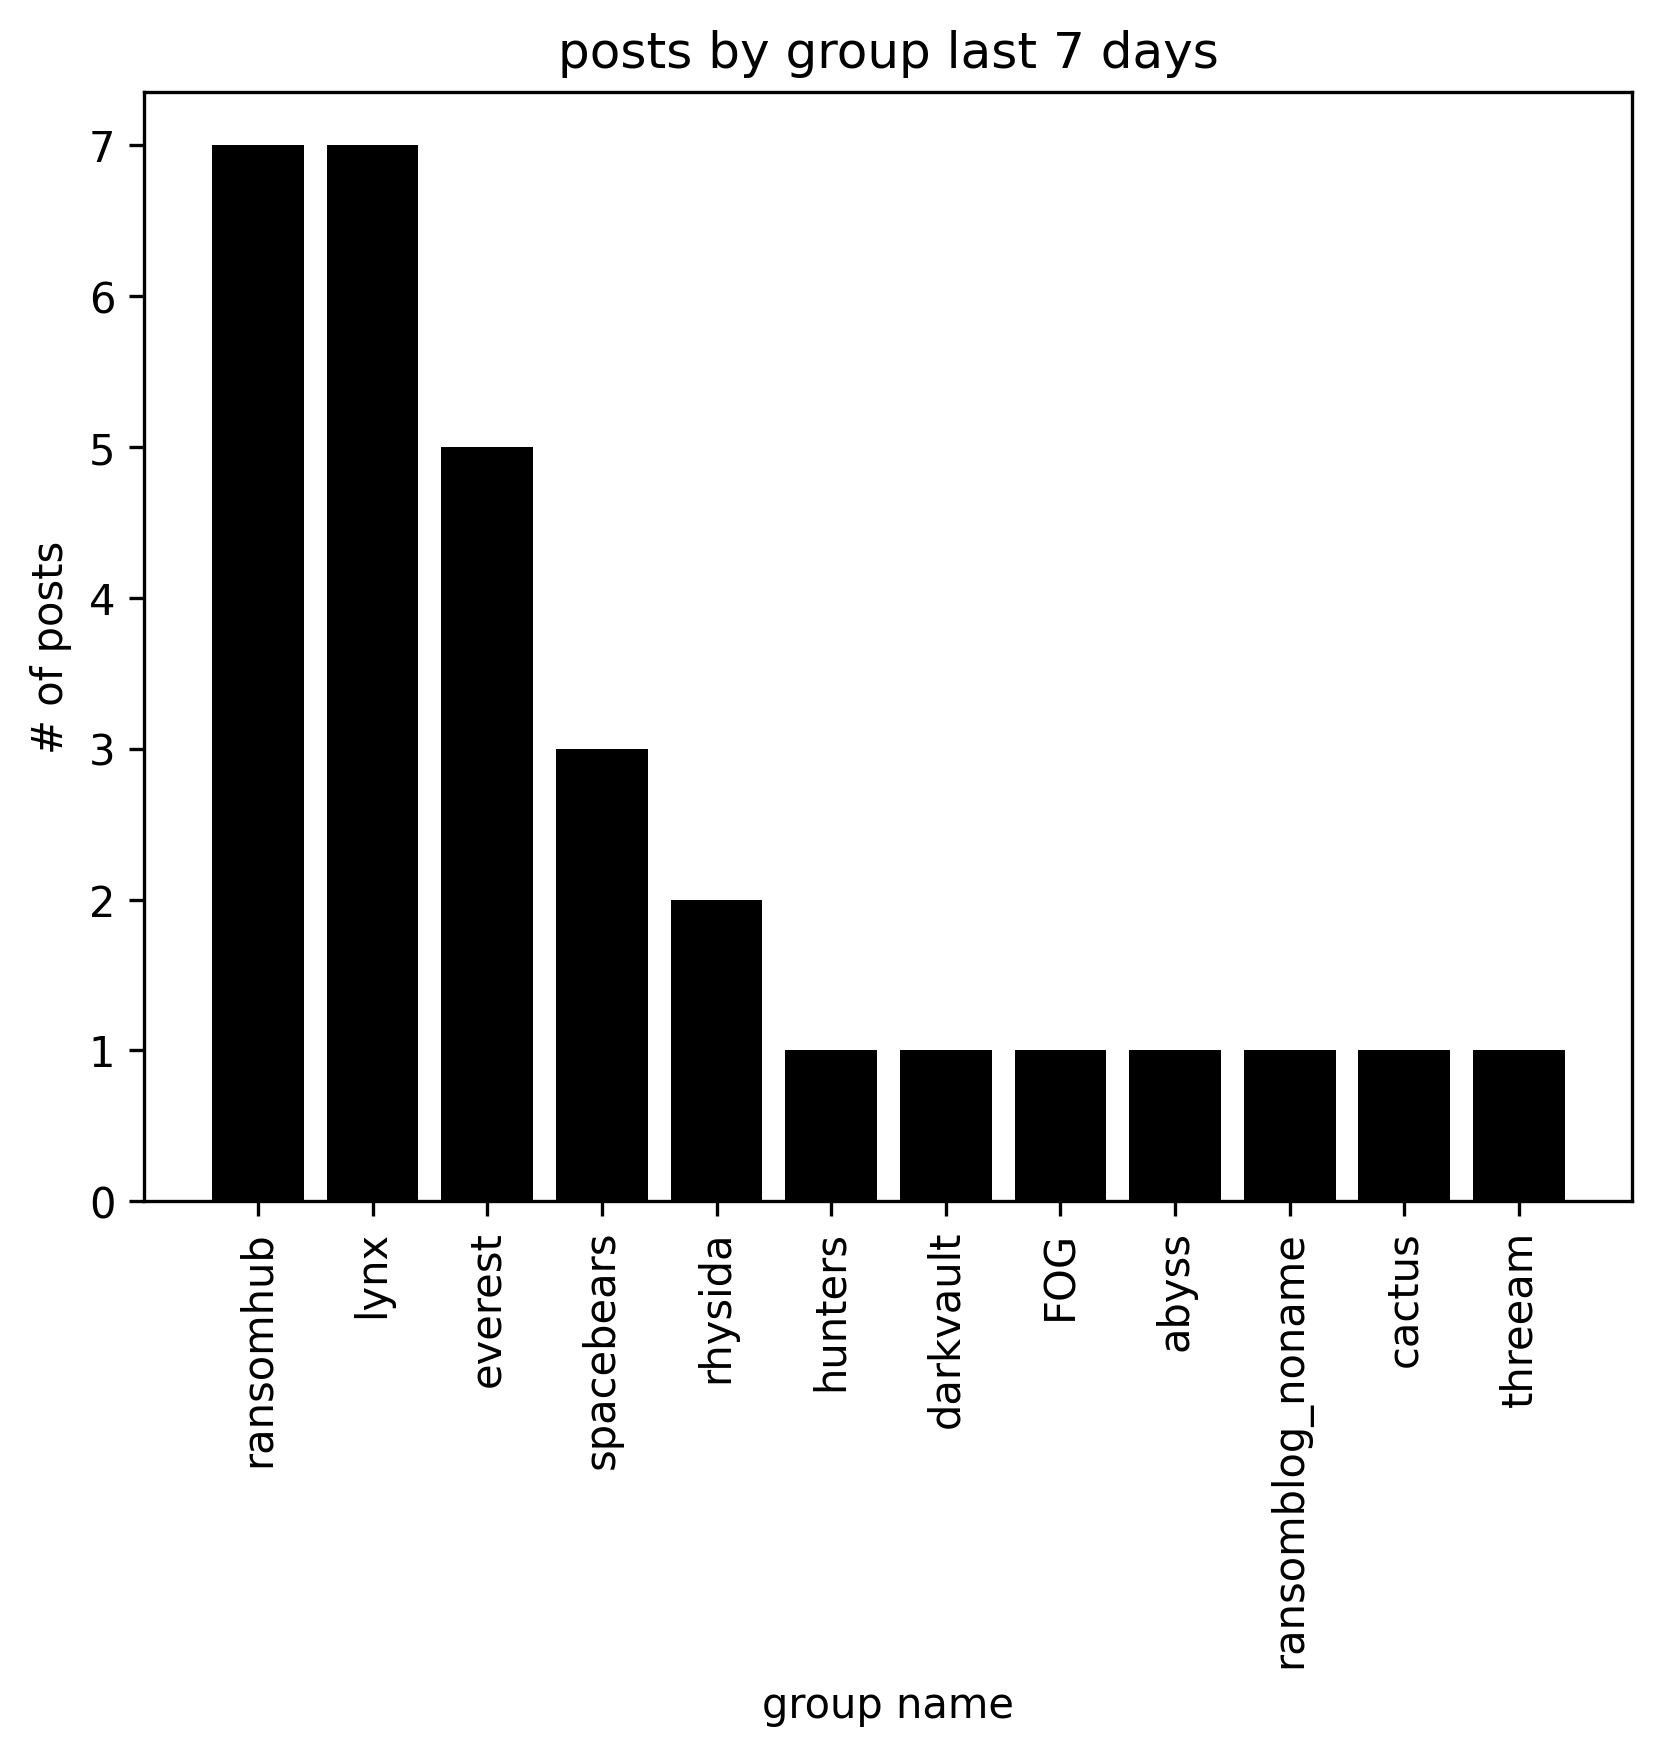 posts by group last 7 days
# of posts
7
6
5
4
3
2
1
0
ransomhub
lynx
everest
spacebears
rhysida
hunters
darkvault
FOG
abyss
ransomblog_noname
cactus
threeam
group name